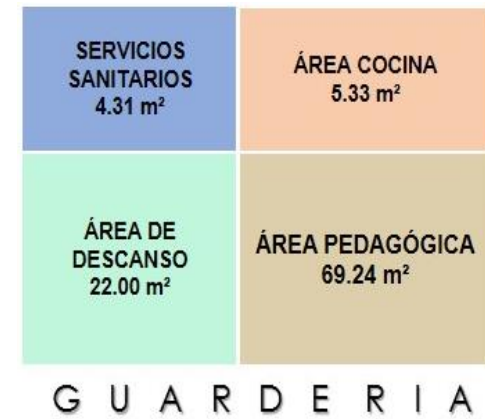 SERVICIOS
SANITARIOS
4.31 m²
ÁREA COCINA
5.33 m²
ÁREA DE
DESCANSO
22.00 m²
ÁREA PEDAGÓGICA
69.24 m²
GUARDERIA